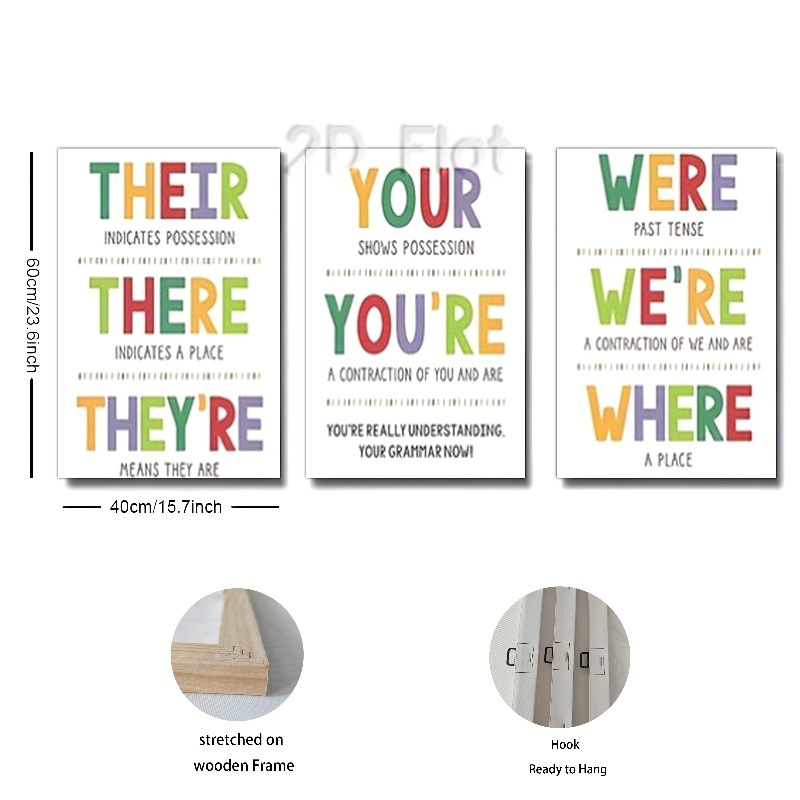 2D Flat
60cm/23.6inch
THEIR
INDICATES POSSESSION
THERE
INDICATES A PLACE
THEY'RE
MEANS THEY ARE
40cm/15.7inch
YOUR
SHOWS POSSESSION
YOU'RE
A CONTRACTION OF YOU AND ARE
YOU'RE REALLY UNDERSTANDING.
YOUR GRAMMAR NOW!
WERE
PAST TENSE
WE'RE
A CONTRACTION OF WE AND ARE
WHERE
A PLACE
stretched on
wooden Frame
Hook
Ready to Hang